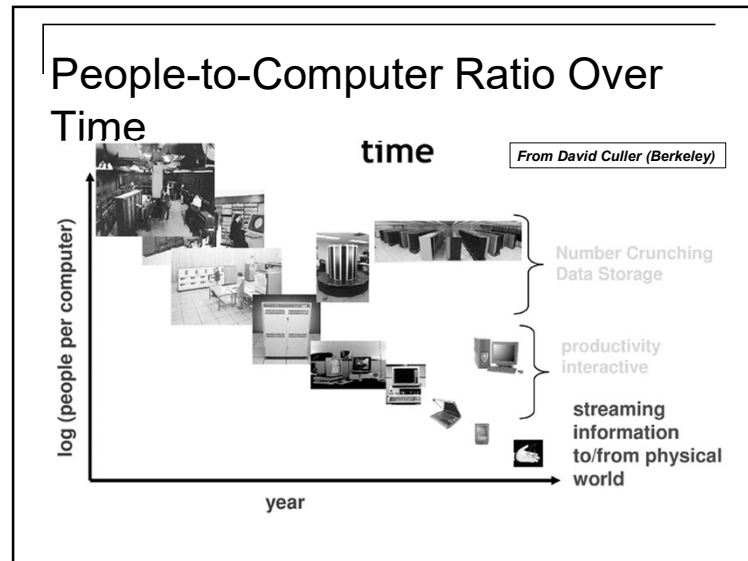 People-to-Computer Ratio Over
Time
time
From David Culler (Berkeley)
log (people per computer)
Number Crunching
Data Storage
productivity
interactive
streaming
information
to/from physical
world
year